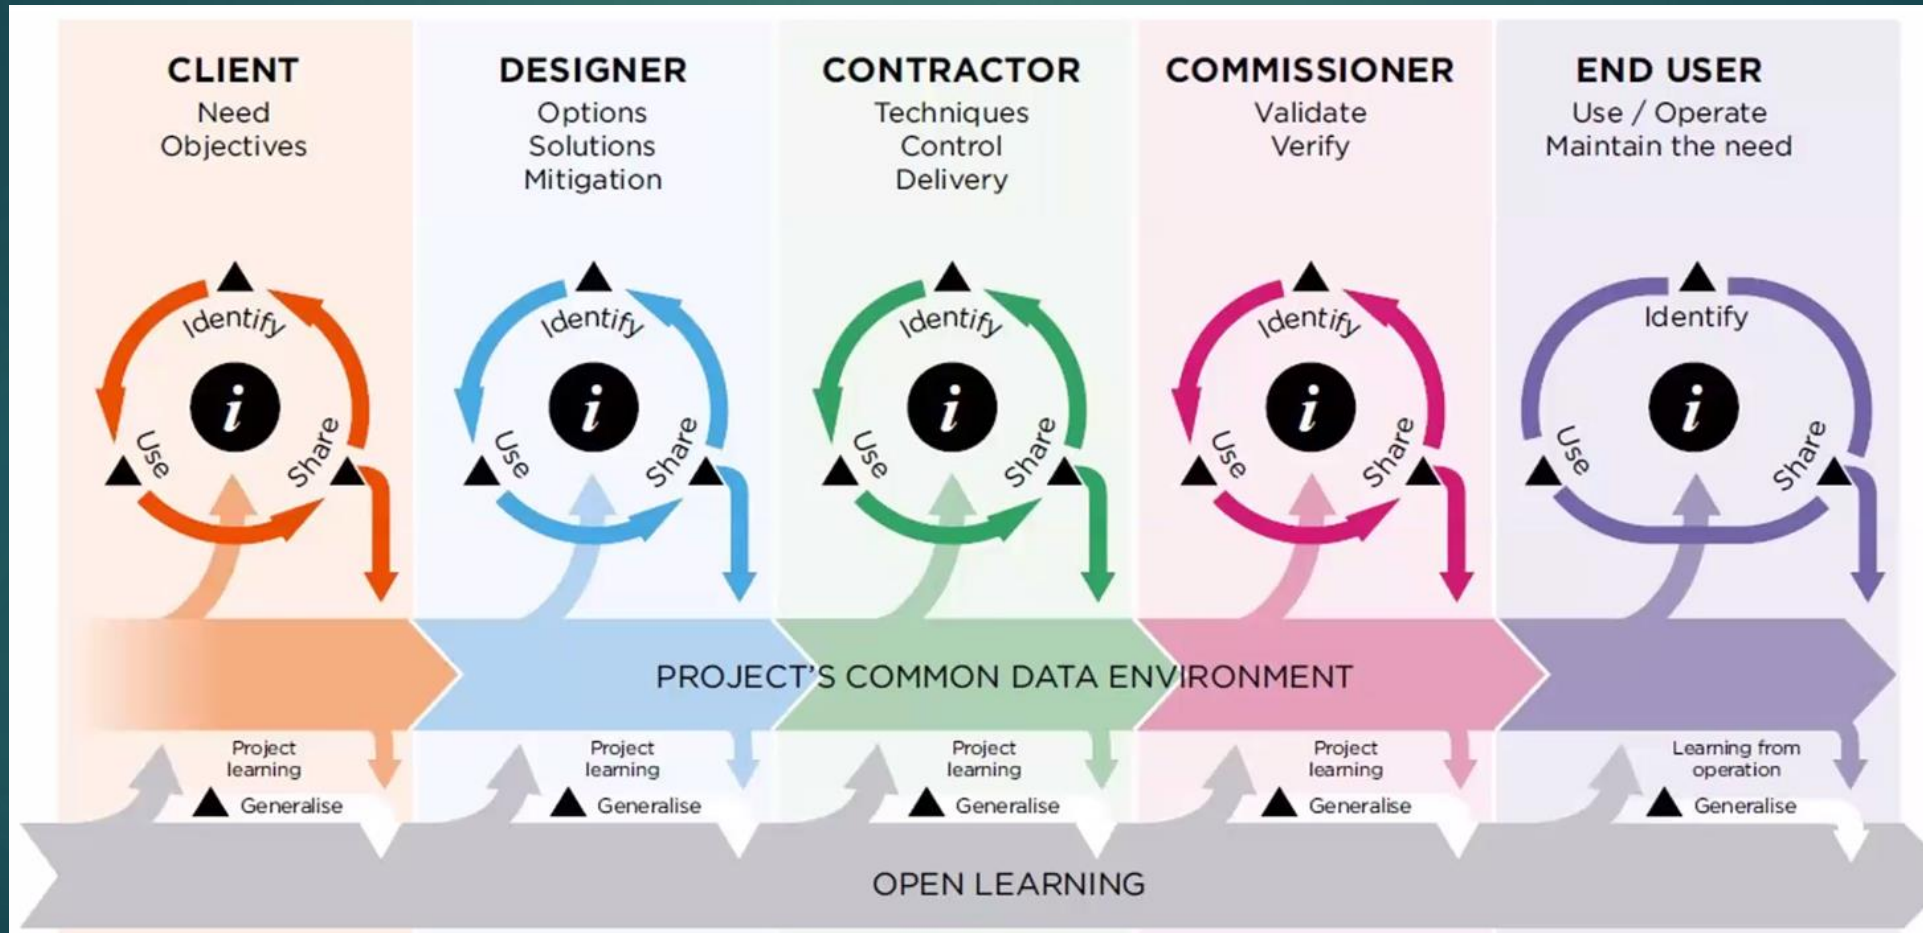 CLIENT
Need
Objectives
DESIGNER
Options
Solutions
Mitigation
CONTRACTOR
Techniques
Control
Delivery
COMMISSIONER
Validate
Verify
END USER
Use / Operate
Maintain the need
Identify
i
Use
Share
Identify
i
Use
Share
Identify
i
Use
Share
Identify
i
Use
Share
Identify
i
Use
Share
PROJECT'S COMMON DATA ENVIRONMENT
Project
learning
Generalise
Project
learning
Generalise
Project
learning
Generalise
Project
learning
Generalise
Learning from
operation
Generalise
OPEN LEARNING